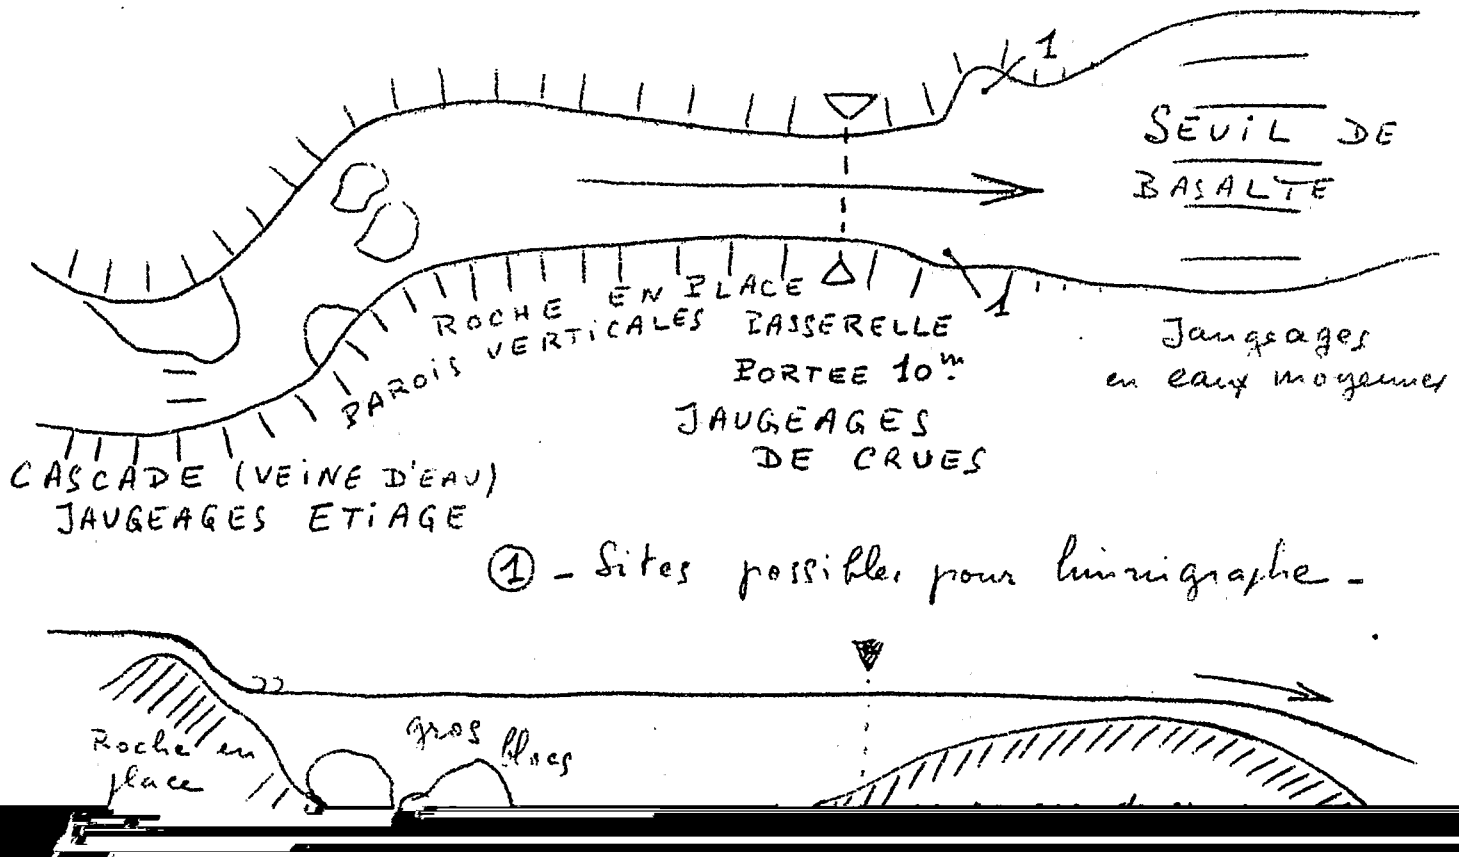 1
SEUIL DE
BASALTE
ROCHE EN PLACE
PAROIS VERTICALES
1
PASSERELLE
PORTEE 10m.
JAUGEAGES
DE CRUES
Jaugeages
en eaux moyennes
CASCADE (VEINE D'EAU)
JAUGEAGES ETIAGE
① - Sites possibles pour limnigraphe -
Roche en
place
gros
blocs